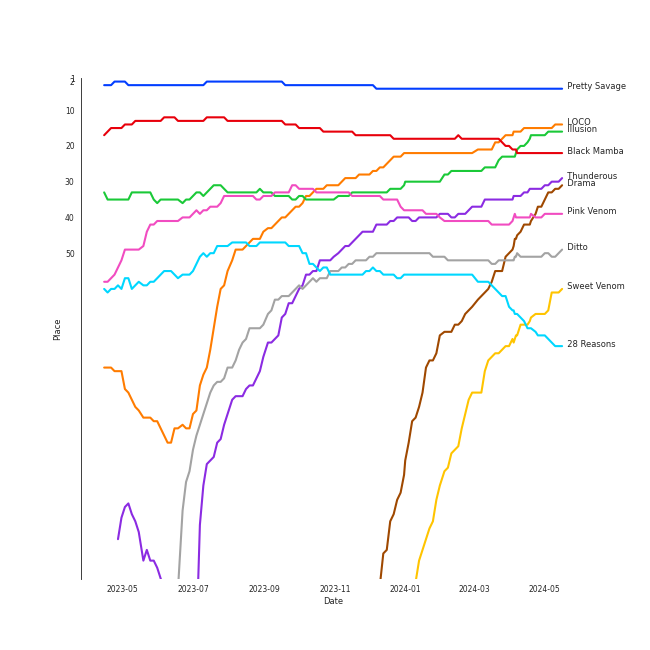 1
2
Pretty Savage
10
LOCO
Illusion
20
Black Mamba
Thunderous
30
Drama
Pink Venom
40
Ditto
50
Sweet Venom
Place
28 Reasons
2023-05
2023-07
2023-09
2023-11
2024-01
2024-03
2024-05
Date